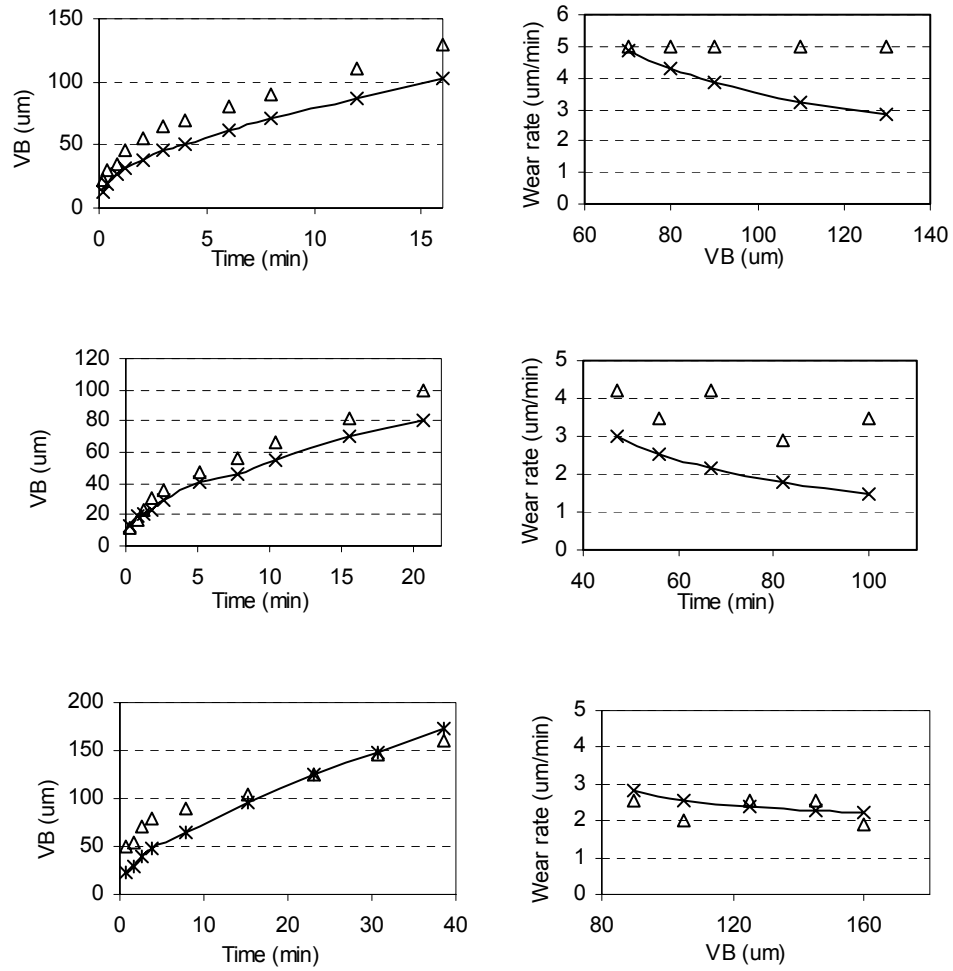 150
100
50
0
VB (um)
0 5 10 15
Time (min)
6
5
4
3
2
1
0
Wear rate (um/min)
60 80 100 120 140
VB (um)
120
100
80
60
40
20
0
VB (um)
0 5 10 15 20
Time (min)
5
4
3
2
1
0
Wear rate (um/min)
40 60 80 100
Time (min)
200
150
100
50
0
VB (um)
0 10 20 30 40
Time (min)
5
4
3
2
1
0
Wear rate (um/min)
80 120 160
VB (um)